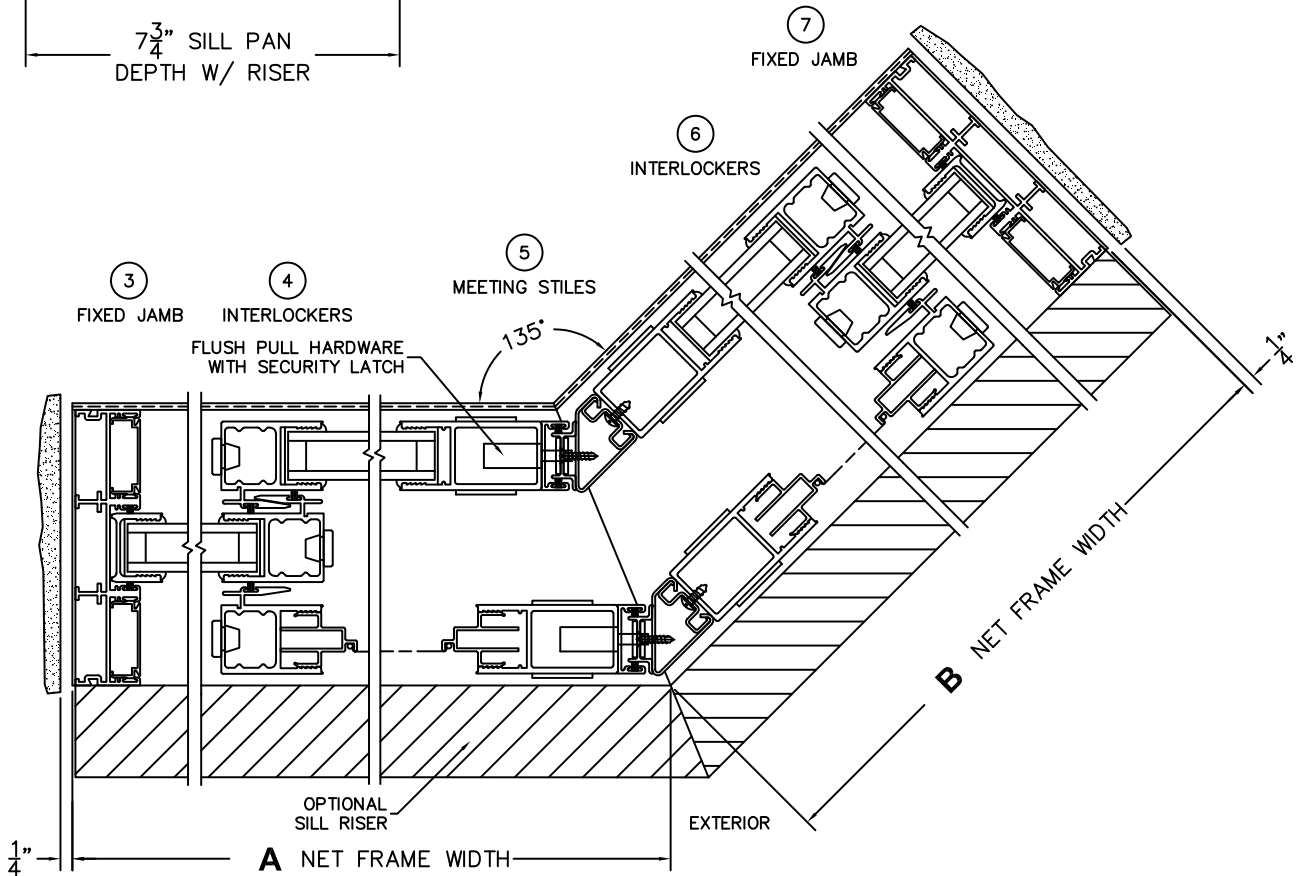 7 3/4" SILL PAN
DEPTH W/ RISER
7
FIXED JAMB
6
INTERLOCKERS
5
MEETING STILES
3
FIXED JAMB
4
INTERLOCKERS
FLUSH PULL HARDWARE
WITH SECURITY LATCH
135°
1/4"
B NET FRAME WIDTH
OPTIONAL
SILL RISER
EXTERIOR
1/4"
A NET FRAME WIDTH